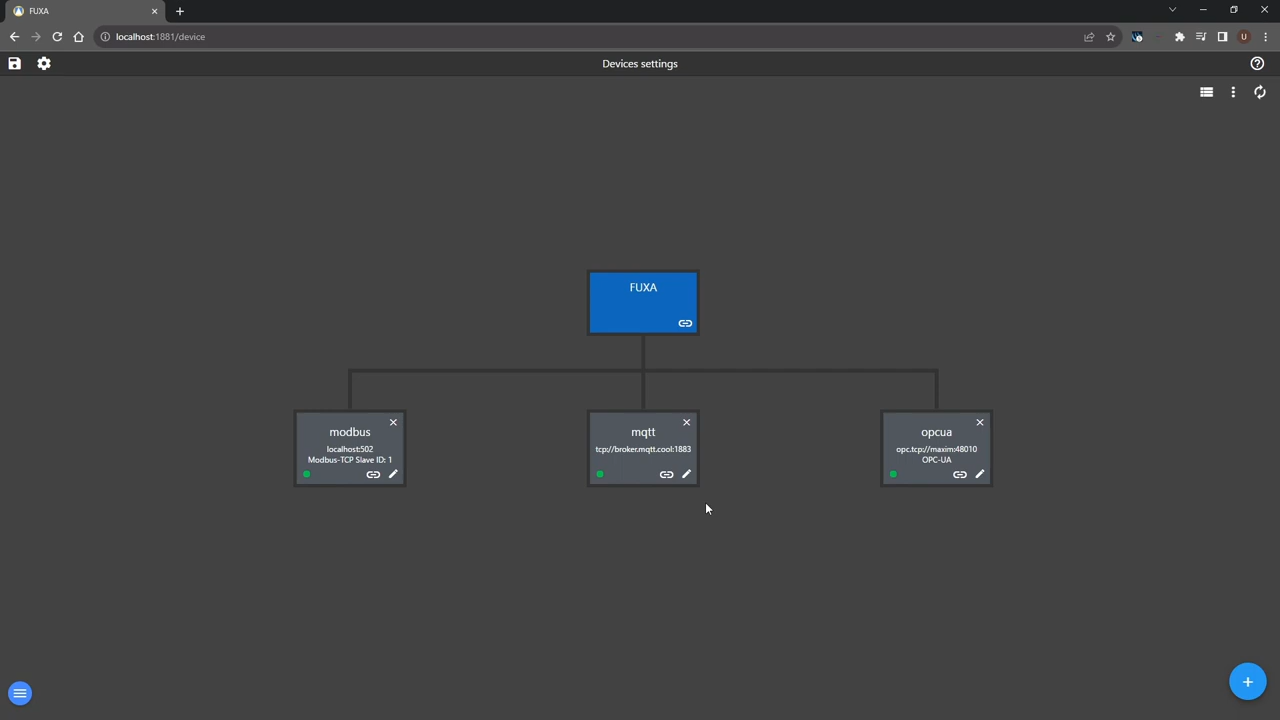 FUXA
localhost:1881/device
U
Devices settings
FUXA
modbus
localhost:502
Modbus-TCP Slave ID: 1
mqtt
tcp://broker.mqtt.cool:1883
opcua
opc.tcp://maxim:48010
OPC-UA